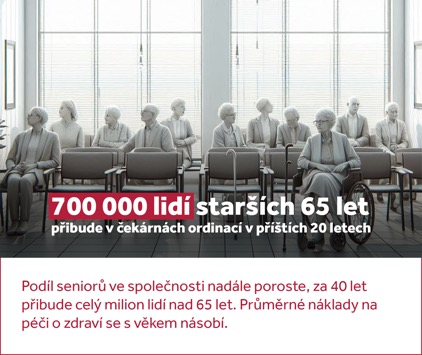 700 000 lidí starších 65 let
přibude v čekárnách ordinací v příštích 20 letech
Podíl seniorů ve společnosti nadále poroste, za 40 let
přibude celý milion lidí nad 65 let. Průměrné náklady na
péči o zdraví se s věkem násobí.